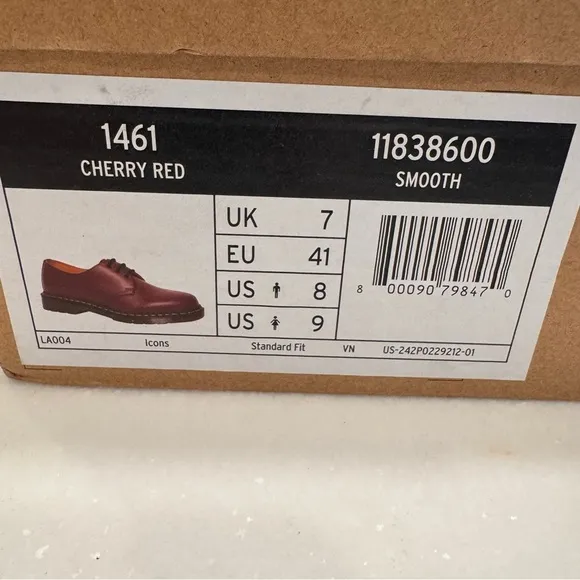 1461
CHERRY RED
11838600
SMOOTH
UK 7
EU 41
US 8
US 9
8 00090 79847 0
LA004 Icons Standard Fit VN US-242P0229212-01